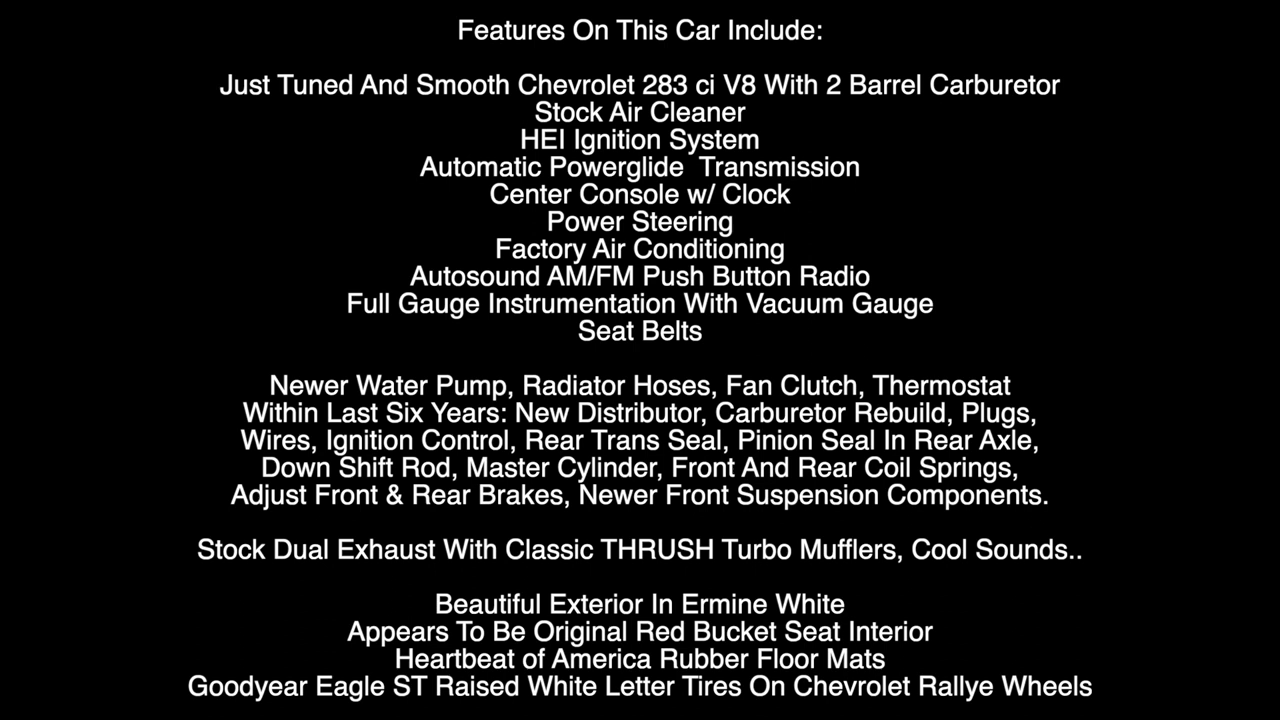 Features On This Car Include:
Just Tuned And Smooth Chevrolet 283 ci V8 With 2 Barrel Carburetor
Stock Air Cleaner
HEI Ignition System
Automatic Powerglide  Transmission
Center Console w/ Clock
Power Steering
Factory Air Conditioning
Autosound AM/FM Push Button Radio
Full Gauge Instrumentation With Vacuum Gauge
Seat Belts
Newer Water Pump, Radiator Hoses, Fan Clutch, Thermostat
Within Last Six Years: New Distributor, Carburetor Rebuild, Plugs,
Wires, Ignition Control, Rear Trans Seal, Pinion Seal In Rear Axle,
Down Shift Rod, Master Cylinder, Front And Rear Coil Springs,
Adjust Front & Rear Brakes, Newer Front Suspension Components.
Stock Dual Exhaust With Classic THRUSH Turbo Mufflers, Cool Sounds..
Beautiful Exterior In Ermine White
Appears To Be Original Red Bucket Seat Interior
Heartbeat of America Rubber Floor Mats
Goodyear Eagle ST Raised White Letter Tires On Chevrolet Rallye Wheels